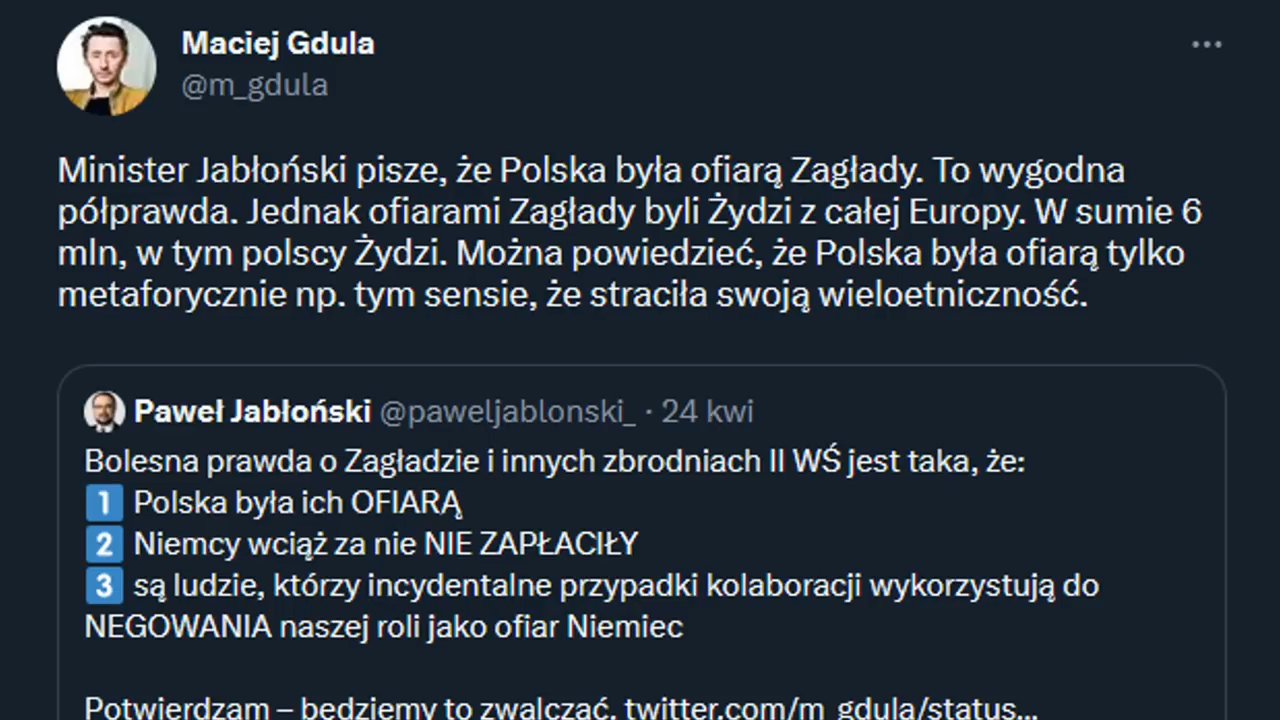 Maciej Gdula
@m_gdula
Minister Jabłoński pisze, że Polska była ofiarą Zagłady. To wygodna
półprawda. Jednak ofiarami Zagłady byli Żydzi z całej Europy. W sumie 6
mln, w tym polscy Żydzi. Można powiedzieć, że Polska była ofiarą tylko
metaforycznie np. tym sensie, że straciła swoją wieloetniczność.
Paweł Jabłoński @paweljablonski_ · 24 kwi
Bolesna prawda o Zagładzie i innych zbrodniach II WŚ jest taka, że:
1 Polska była ich OFIARĄ
2 Niemcy wciąż za nie NIE ZAPŁACIŁY
3 są ludzie, którzy incydentalne przypadki kolaboracji wykorzystują do
NEGOWANIA naszej roli jako ofiar Niemiec
Potwierdzam – będziemy to zwalczać. twitter.com/m_gdula/status...